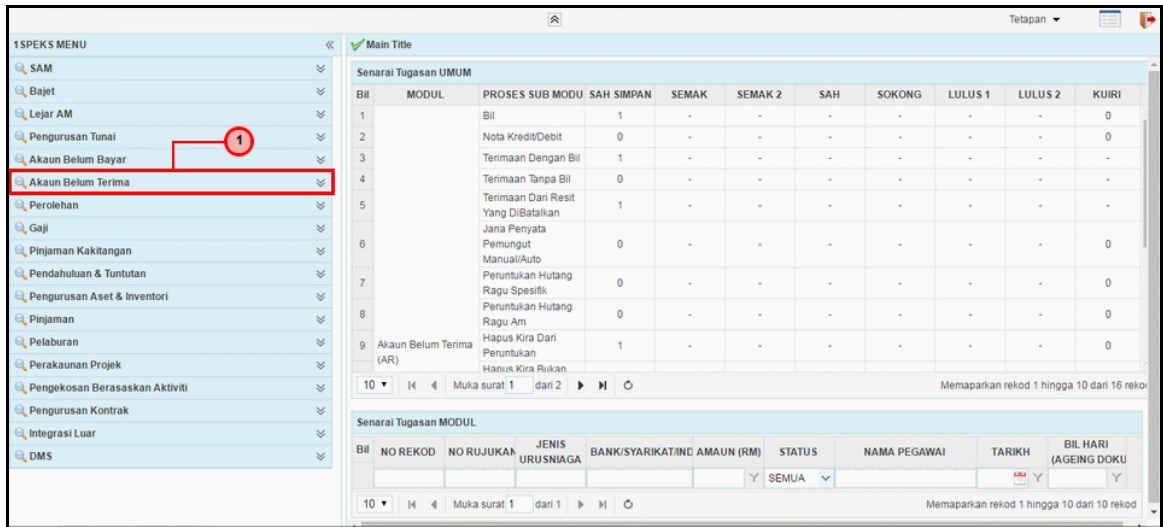 Tetapan
1SPEKS MENU
SAM
Bajet
Lejar AM
Pengurusan Tunai
1
Akaun Belum Bayar
Akaun Belum Terima
Perolehan
Gaji
Pinjaman Kakitangan
Pendahuluan & Tuntutan
Pengurusan Aset & Inventori
Pinjaman
Pelaburan
Perakaunan Projek
Pengekosan Berasaskan Aktiviti
Pengurusan Kontrak
Integrasi Luar
DMS
Main Title
Senarai Tugasan UMUM
Bil MODUL PROSES SUB MODU SAH SIMPAN SEMAK SEMAK 2 SAH SOKONG LULUS 1 LULUS 2 KUIRI
1 Bil 1 - - - - - - 0
2 Nota Kredit/Debit 0 - - - - - - 0
3 Terimaan Dengan Bil 1 - - - - - - -
4 Terimaan Tanpa Bil 0 - - - - - - -
5 Terimaan Dari Resit 1 - - - - - - -
Yang DiBatalkan
Jana Penyata
6 Pemungut 0 - - - - - - 0
Manual/Auto
7 Peruntukan Hutang 0 - - - - - - 0
Ragu Spesifik
8 Peruntukan Hutang 0 - - - - - - 0
Ragu Am
9 Akaun Belum Terima Hapus Kira Dari 1 - - - - - - 0
(AR) Peruntukan
Hapus Kira Bukan
10 Muka surat 1 dari 2 Memaparkan rekod 1 hingga 10 dari 16 reko
Senarai Tugasan MODUL
Bil NO REKOD NO RUJUKAN JENIS URUSNIAGA BANK/SYARIKAT/IND AMAUN (RM) STATUS NAMA PEGAWAI TARIKH BIL HARI (AGEING DOKU
SEMUA
10 Muka surat 1 dari 1 Memaparkan rekod 1 hingga 10 dari 10 rekod